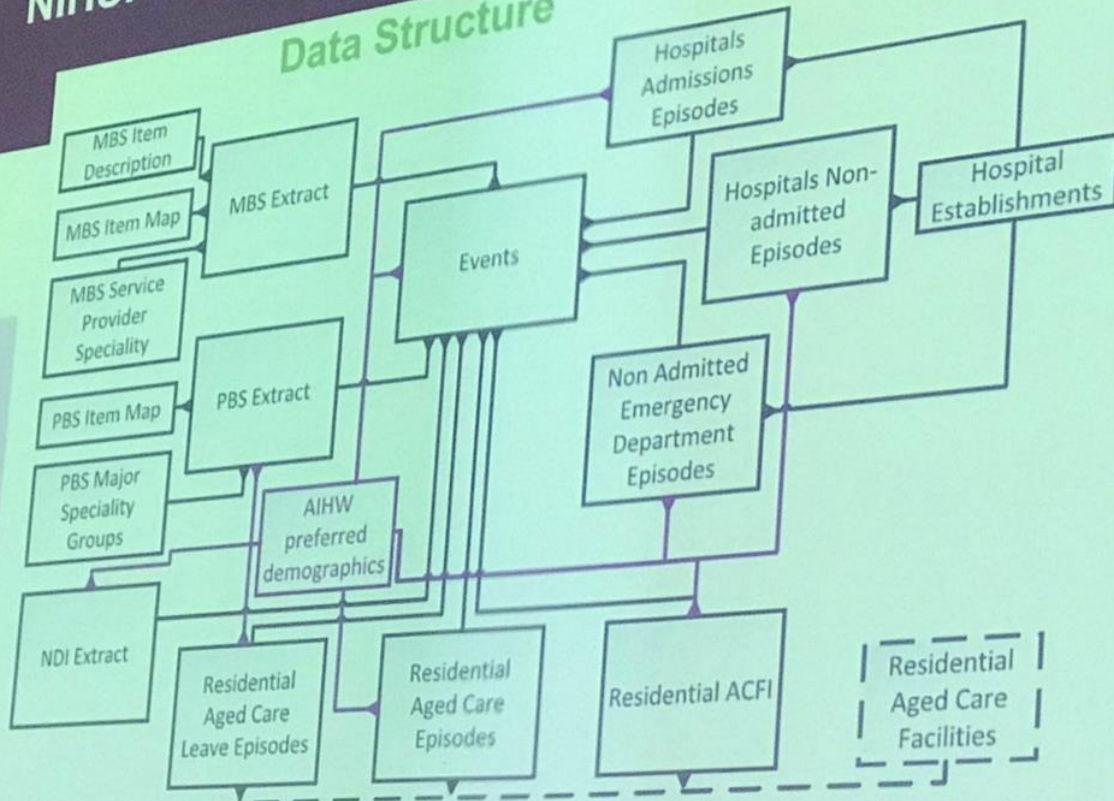 Data Structure
Hospitals
Admissions
Episodes
MBS Item
Description
MBS Extract
MBS Item Map
Hospitals Non-
admitted
Episodes
Hospital
Establishments
Events
MBS Service
Provider
Speciality
PBS Extract
PBS Item Map
Non Admitted
Emergency
Department
Episodes
PBS Major
Speciality
Groups
AIHW
preferred
demographics
NDI Extract
Residential
Aged Care
Leave Episodes
Residential
Aged Care
Episodes
Residential ACFI
Residential
Aged Care
Facilities